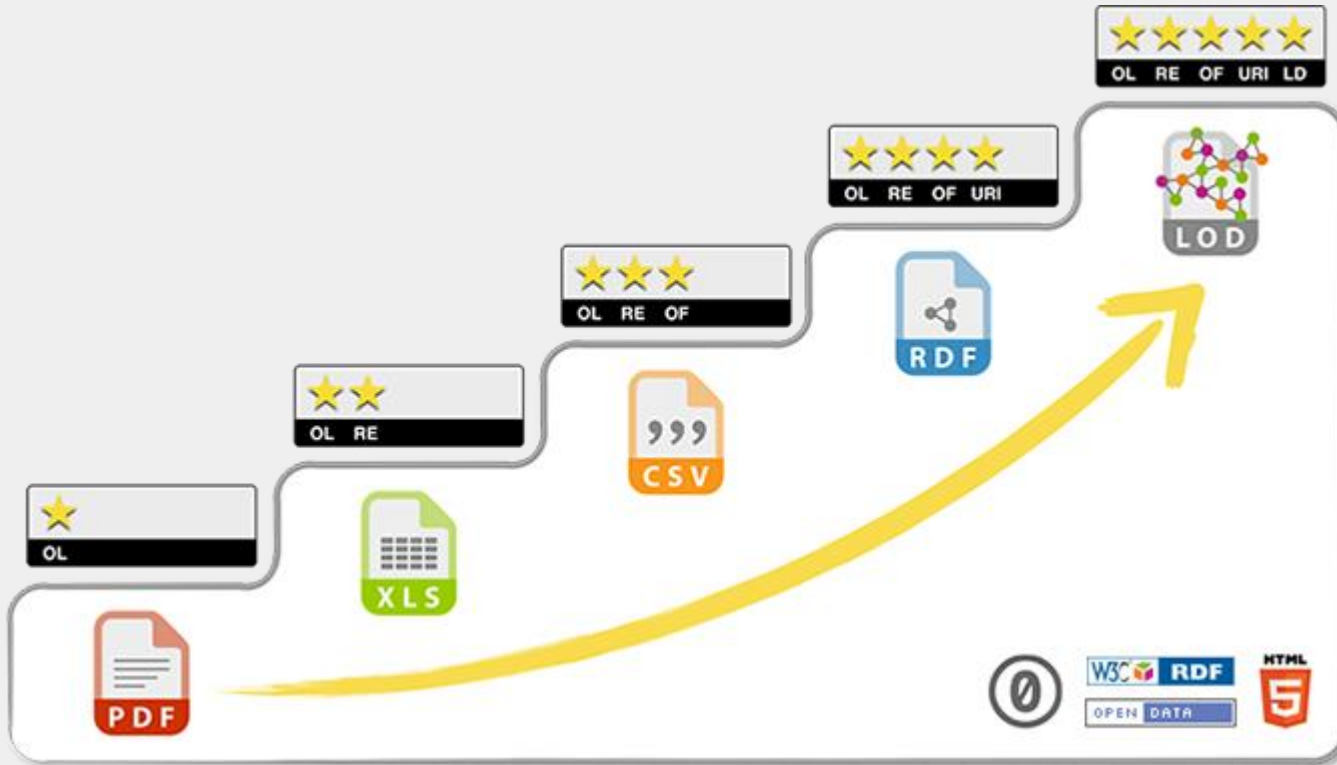 OL RE OF URI LD
LOD
OL RE OF URI
RDF
OL RE OF
CSV
OL RE
XLS
OL
PDF
0
W3C RDF
OPEN DATA
HTML
5